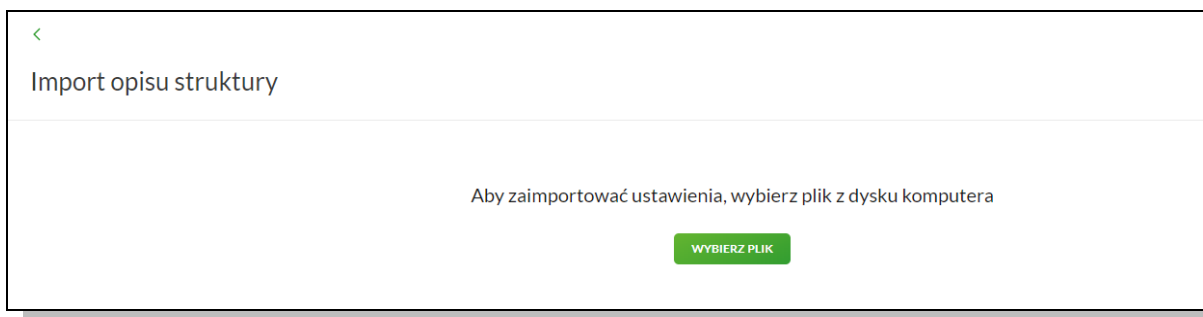 Import opisu struktury
Aby zaimportować ustawienia, wybierz plik z dysku komputera
WYBIERZ PLIK